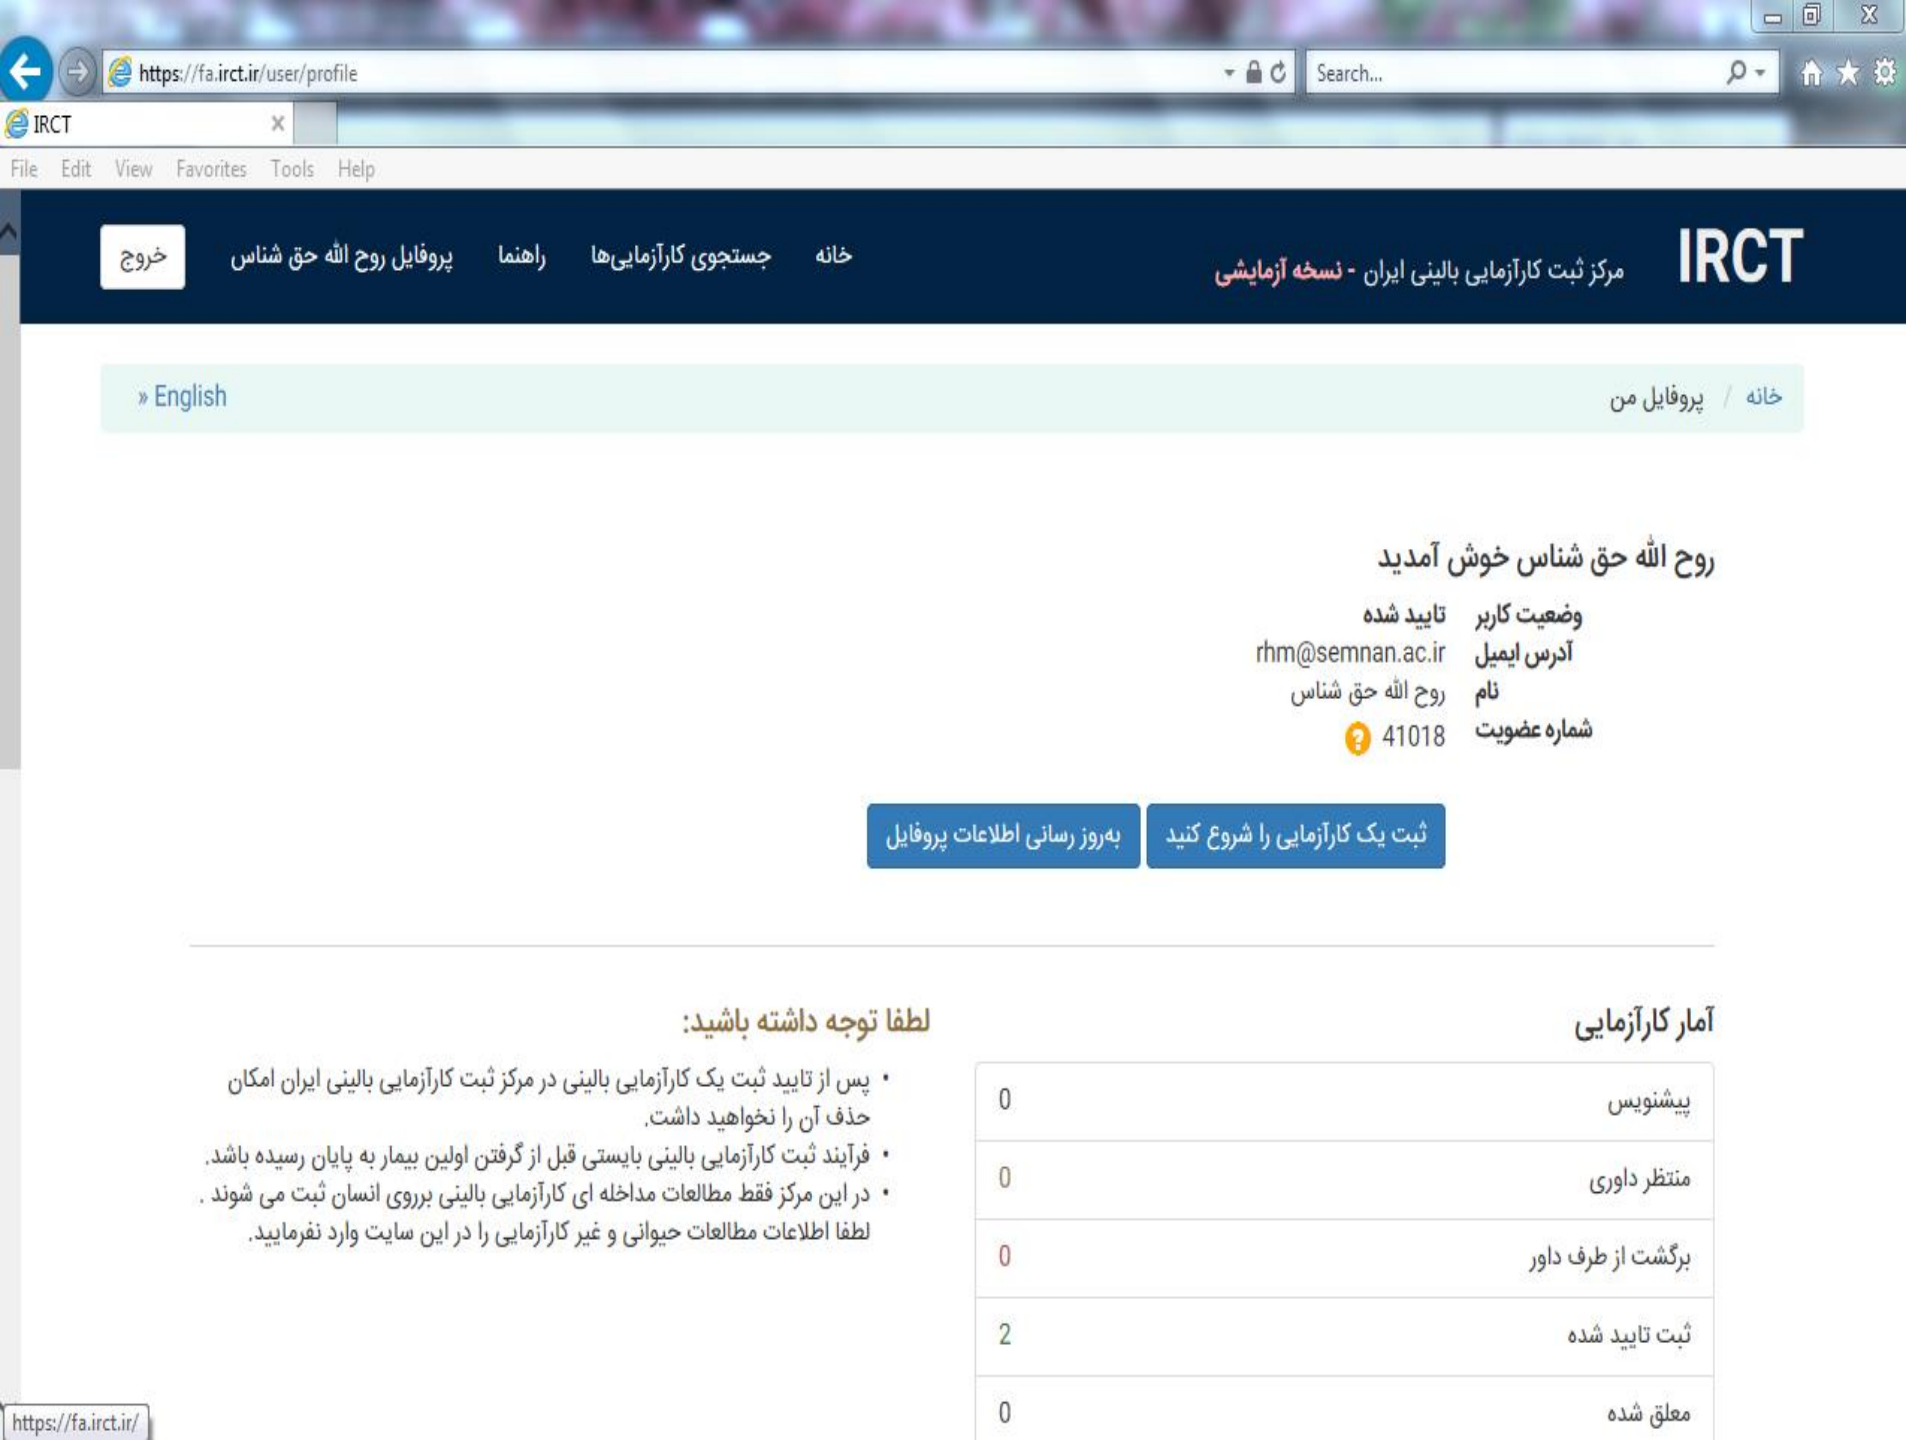 https://fa.irct.ir/user/profile
Search...
IRCT
File Edit View Favorites Tools Help
IRCT
مرکز ثبت کارآزمایی بالینی ایران - نسخه آزمایشی
خانه جستجوی کارآزمایی‌ها راهنما پروفایل روح الله حق شناس خروج
خانه / پروفایل من
» English
روح الله حق شناس خوش آمدید
وضعیت کاربر تایید شده
آدرس ایمیل rhm@semnan.ac.ir
نام روح الله حق شناس
شماره عضویت 41018 ?
ثبت یک کارآزمایی را شروع کنید به‌روز رسانی اطلاعات پروفایل
آمار کارآزمایی
پیشنویس 0
منتظر داوری 0
برگشت از طرف داور 0
ثبت تایید شده 2
معلق شده 0
لطفا توجه داشته باشید:
• پس از تایید ثبت یک کارآزمایی بالینی در مرکز ثبت کارآزمایی بالینی ایران امکان
حذف آن را نخواهید داشت.
• فرآیند ثبت کارآزمایی بالینی بایستی قبل از گرفتن اولین بیمار به پایان رسیده باشد.
• در این مرکز فقط مطالعات مداخله ای کارآزمایی بالینی برروی انسان ثبت می شوند .
لطفا اطلاعات مطالعات حیوانی و غیر کارآزمایی را در این سایت وارد نفرمایید.
https://fa.irct.ir/